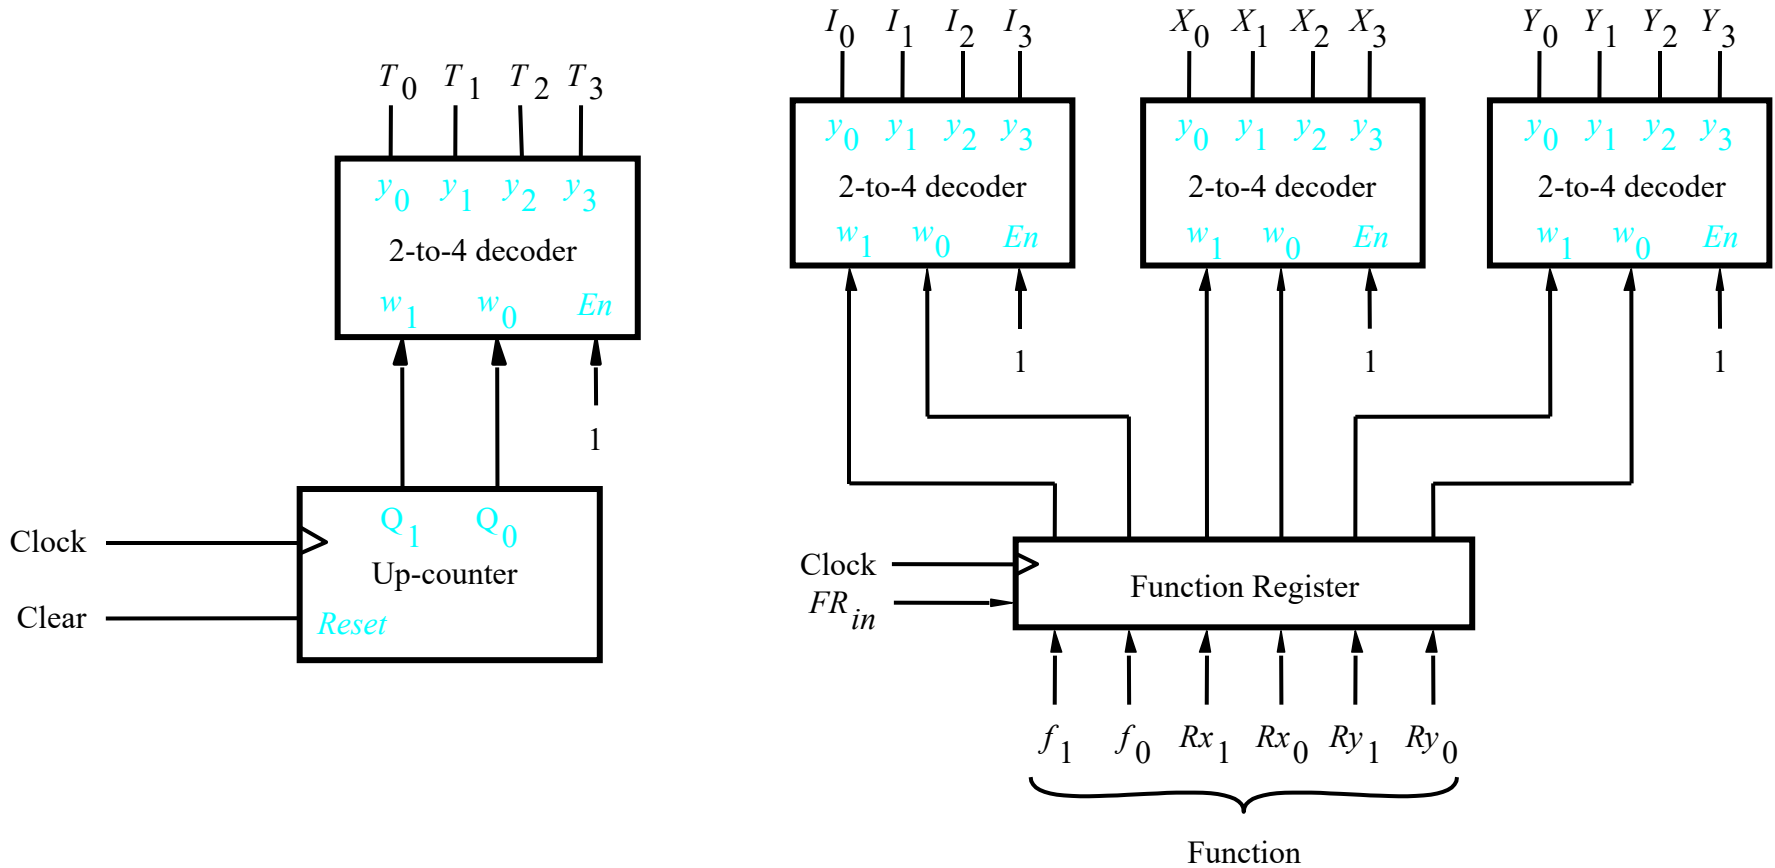 T0 T1 T2 T3
y0 y1 y2 y3
2-to-4 decoder
w1 w0 En
1
Q1 Q0
Clock
Up-counter
Clear
Reset
I0 I1 I2 I3
y0 y1 y2 y3
2-to-4 decoder
w1 w0 En
1
X0 X1 X2 X3
y0 y1 y2 y3
2-to-4 decoder
w1 w0 En
1
Y0 Y1 Y2 Y3
y0 y1 y2 y3
2-to-4 decoder
w1 w0 En
1
Clock
FRin
Function Register
f1 f0 Rx1 Rx0 Ry1 Ry0
Function